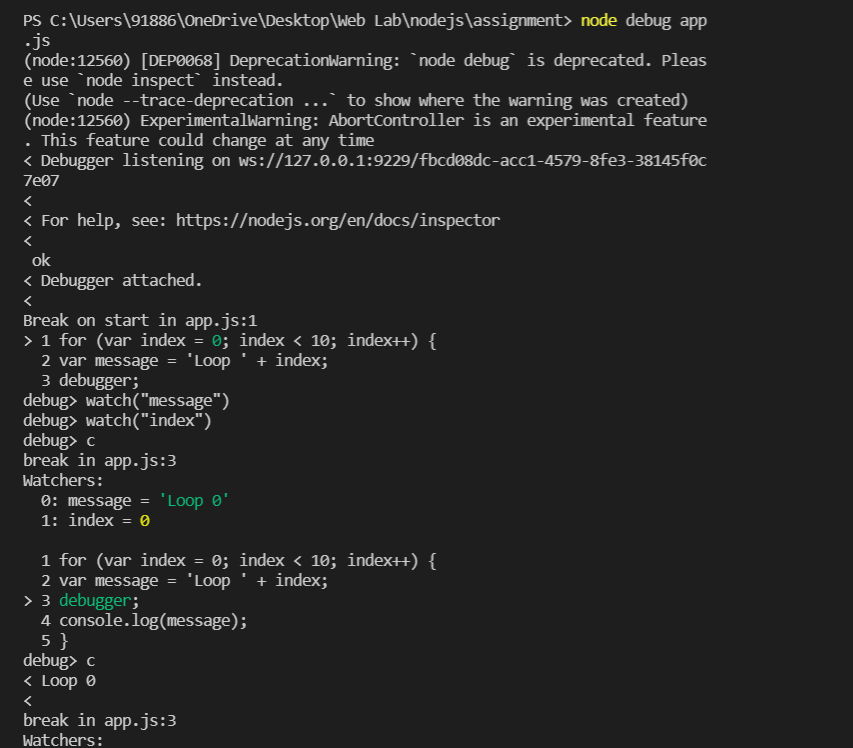 PS C:\Users\91886\OneDrive\Desktop\Web Lab\nodejs\assignment> node debug app
.js
(node:12560) [DEP0068] DeprecationWarning: `node debug` is deprecated. Pleas
e use `node inspect` instead.
(Use `node --trace-deprecation ...` to show where the warning was created)
(node:12560) ExperimentalWarning: AbortController is an experimental feature
. This feature could change at any time
< Debugger listening on ws://127.0.0.1:9229/fbcd08dc-acc1-4579-8fe3-38145f0c
7e07
<
< For help, see: https://nodejs.org/en/docs/inspector
<
 ok
< Debugger attached.
<
Break on start in app.js:1
> 1 for (var index = 0; index < 10; index++) {
  2 var message = 'Loop ' + index;
  3 debugger;
debug> watch("message")
debug> watch("index")
debug> c
break in app.js:3
Watchers:
  0: message = 'Loop 0'
  1: index = 0

  1 for (var index = 0; index < 10; index++) {
  2 var message = 'Loop ' + index;
> 3 debugger;
  4 console.log(message);
  5 }
debug> c
< Loop 0
<
break in app.js:3
Watchers: